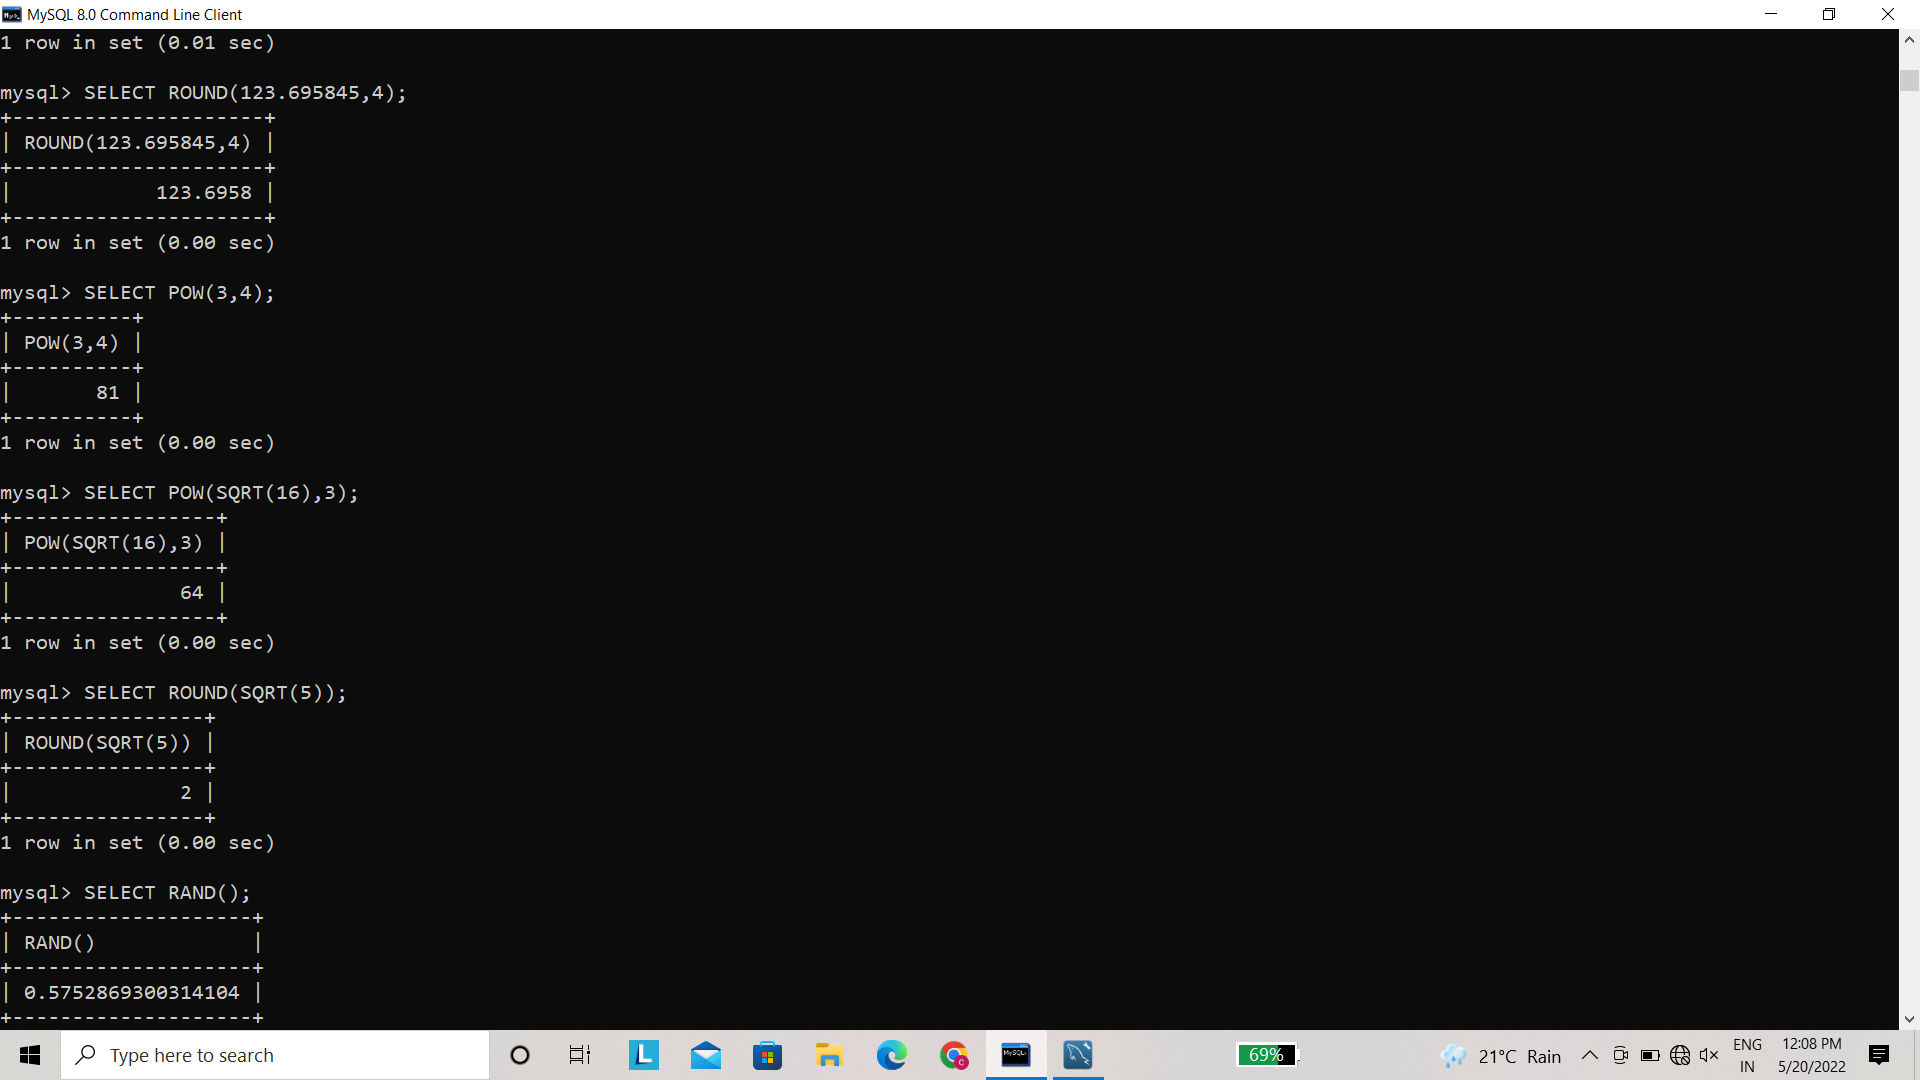 MySQL 8.0 Command Line Client
1 row in set (0.01 sec)
mysql> SELECT ROUND(123.695845,4);
+---------------------+
| ROUND(123.695845,4) |
+---------------------+
|            123.6958 |
+---------------------+
1 row in set (0.00 sec)
mysql> SELECT POW(3,4);
+----------+
| POW(3,4) |
+----------+
|       81 |
+----------+
1 row in set (0.00 sec)
mysql> SELECT POW(SQRT(16),3);
+-----------------+
| POW(SQRT(16),3) |
+-----------------+
|              64 |
+-----------------+
1 row in set (0.00 sec)
mysql> SELECT ROUND(SQRT(5));
+----------------+
| ROUND(SQRT(5)) |
+----------------+
|              2 |
+----------------+
1 row in set (0.00 sec)
mysql> SELECT RAND();
+--------------------+
| RAND()             |
+--------------------+
| 0.5752869300314104 |
+--------------------+
Type here to search
L
C
MySQL
69%
21°C Rain
ENG
IN
12:08 PM
5/20/2022